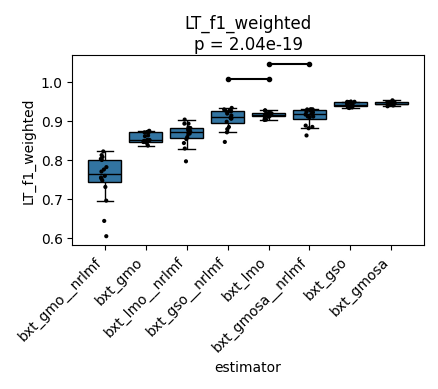 LT_f1_weighted
p = 2.04e-19
LT_f1_weighted
1.0
0.9
0.8
0.7
0.6
bxt_gmo__nrlmf
bxt_gmo
bxt_lmo__nrlmf
bxt_gso__nrlmf
bxt_lmo
bxt_gmosa__nrlmf
bxt_gso
bxt_gmosa
estimator